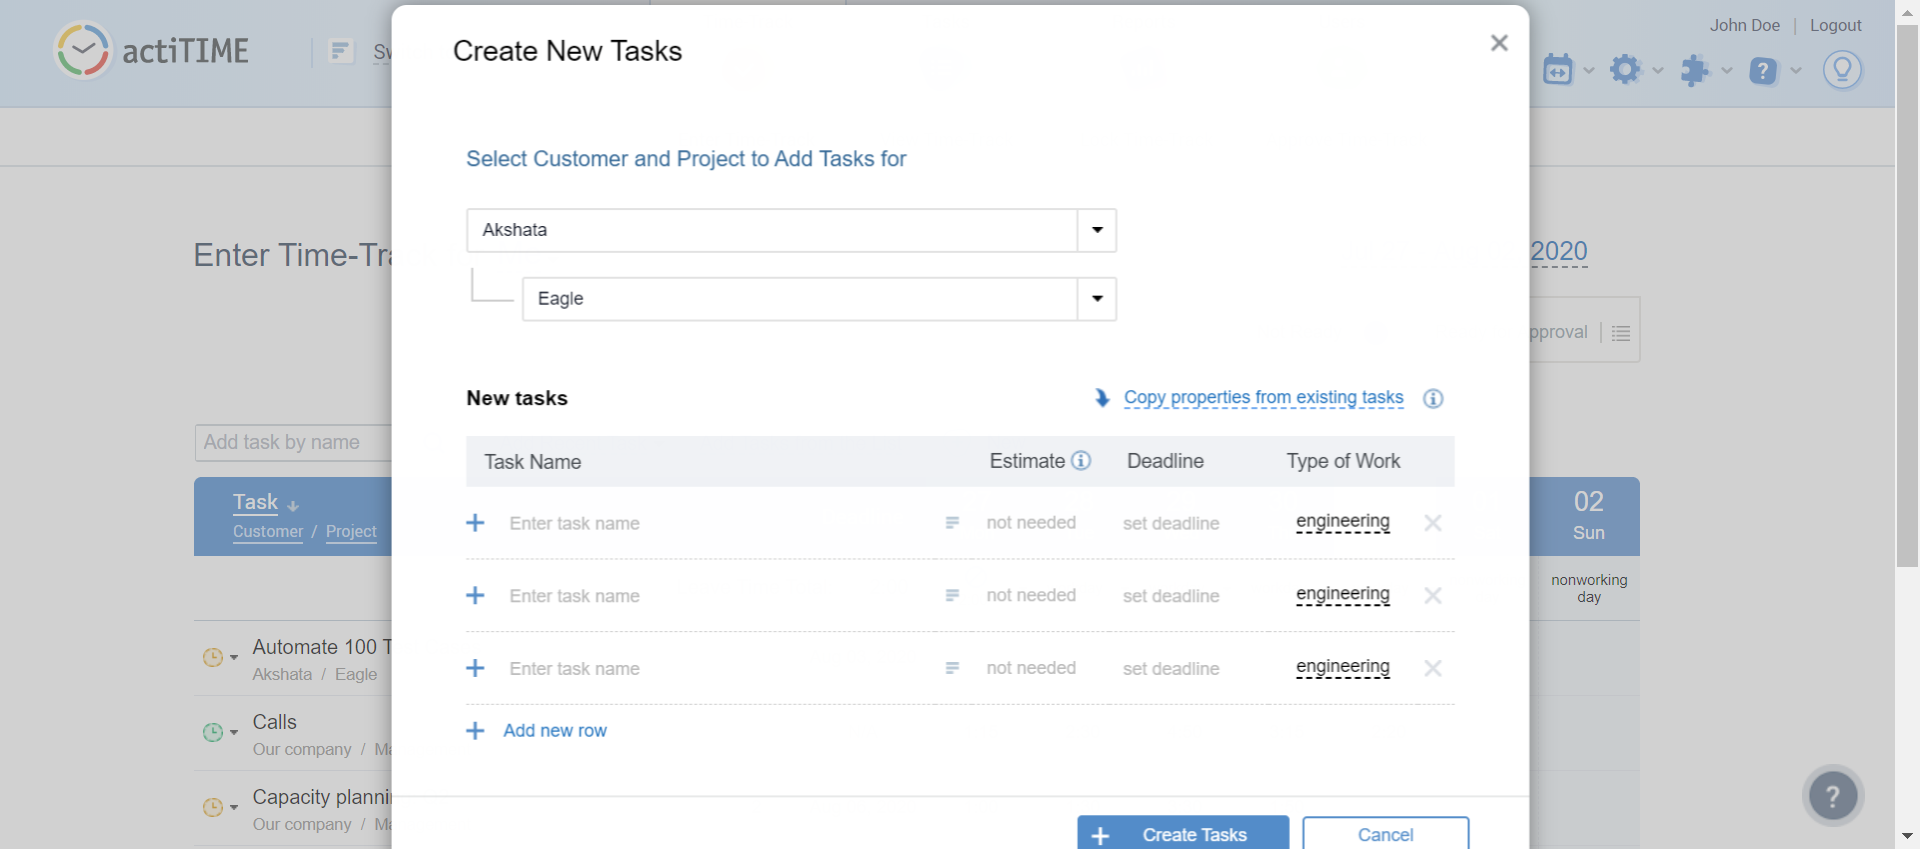 actiTIME
John Doe | Logout
Create New Tasks
Select Customer and Project to Add Tasks for
Akshata
Eagle
Enter Time-Tra
2020
pproval
New tasks
Copy properties from existing tasks
Add task by name
Task Name Estimate Deadline Type of Work
Task
Customer / Project
02
Sun
Enter task name not needed set deadline engineering
nonworking
day
Enter task name not needed set deadline engineering
Automate 100 T
Akshata / Eagle
Enter task name not needed set deadline engineering
Calls
Our company / Ma
Add new row
Capacity planni
Our company / Ma
Create Tasks
Cancel
?